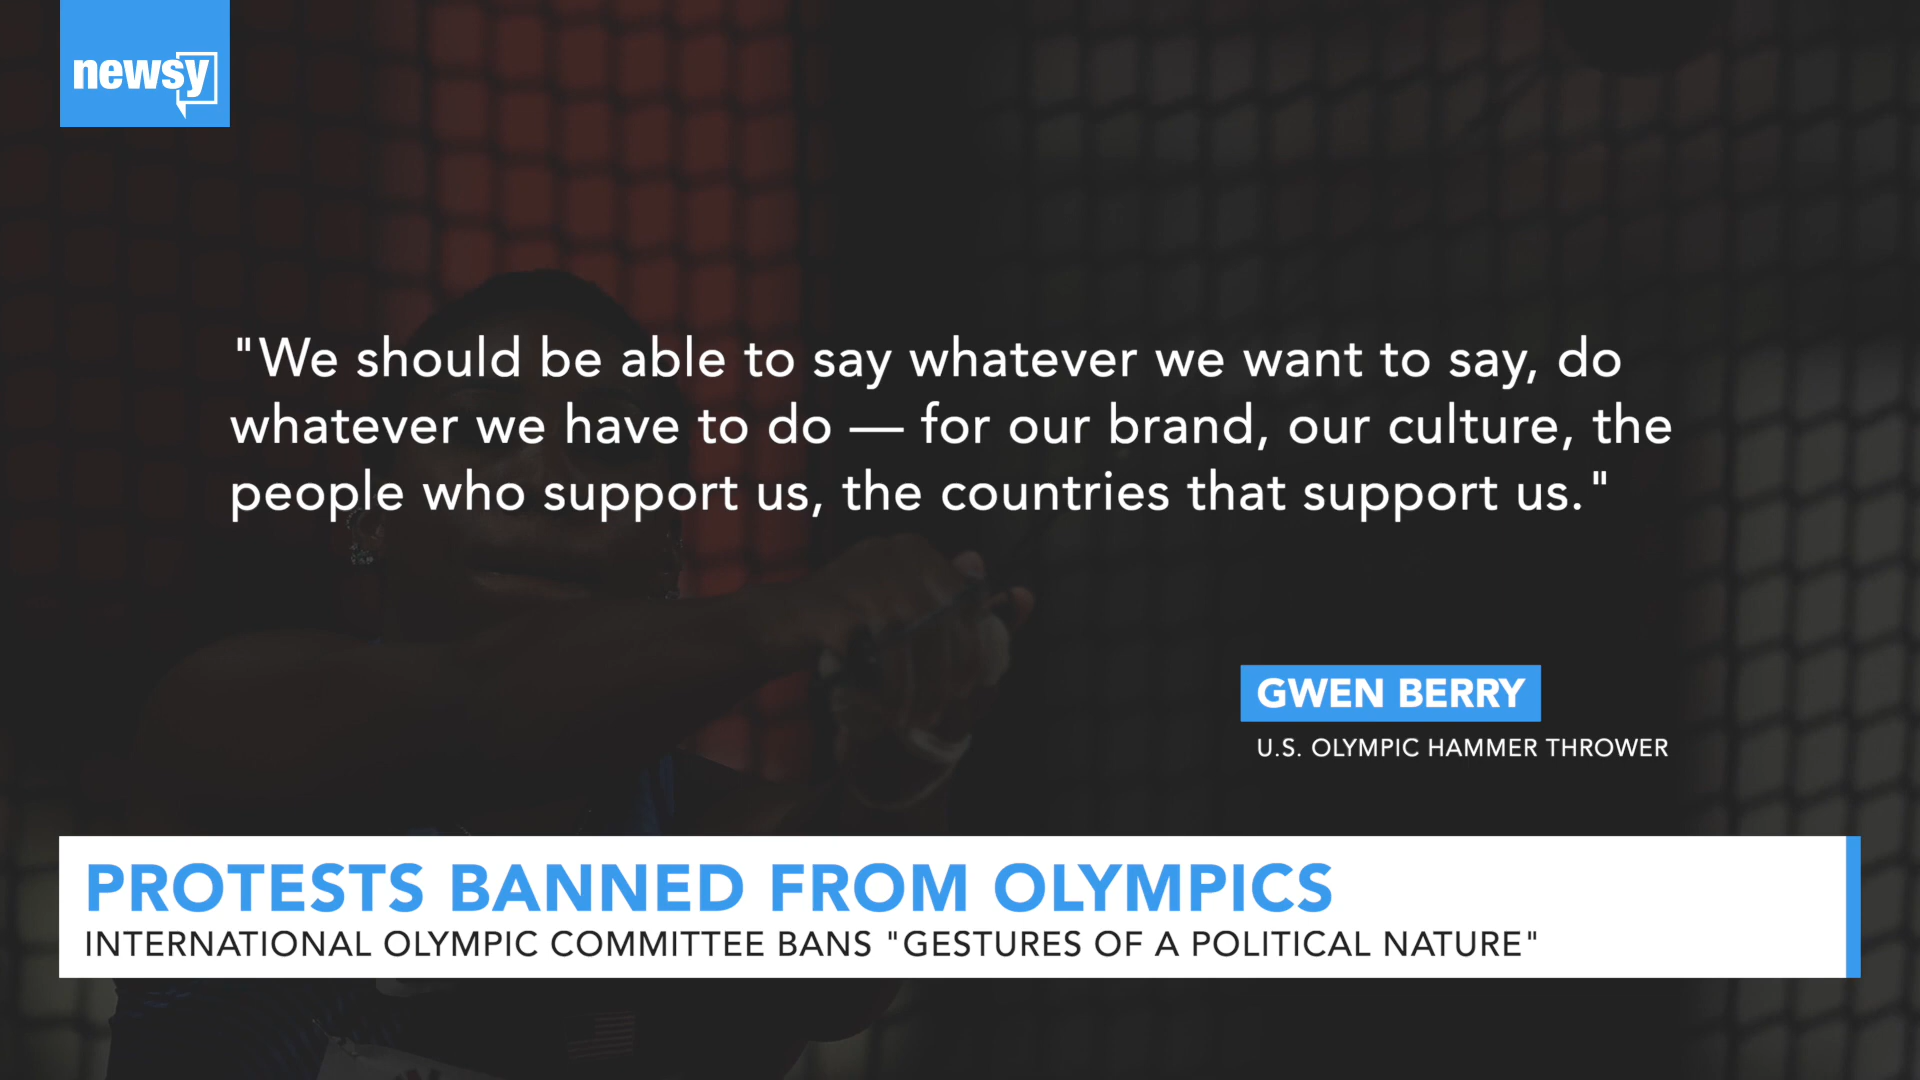 newsy
"We should be able to say whatever we want to say, do
whatever we have to do — for our brand, our culture, the
people who support us, the countries that support us."
GWEN BERRY
U.S. OLYMPIC HAMMER THROWER
PROTESTS BANNED FROM OLYMPICS
INTERNATIONAL OLYMPIC COMMITTEE BANS "GESTURES OF A POLITICAL NATURE"